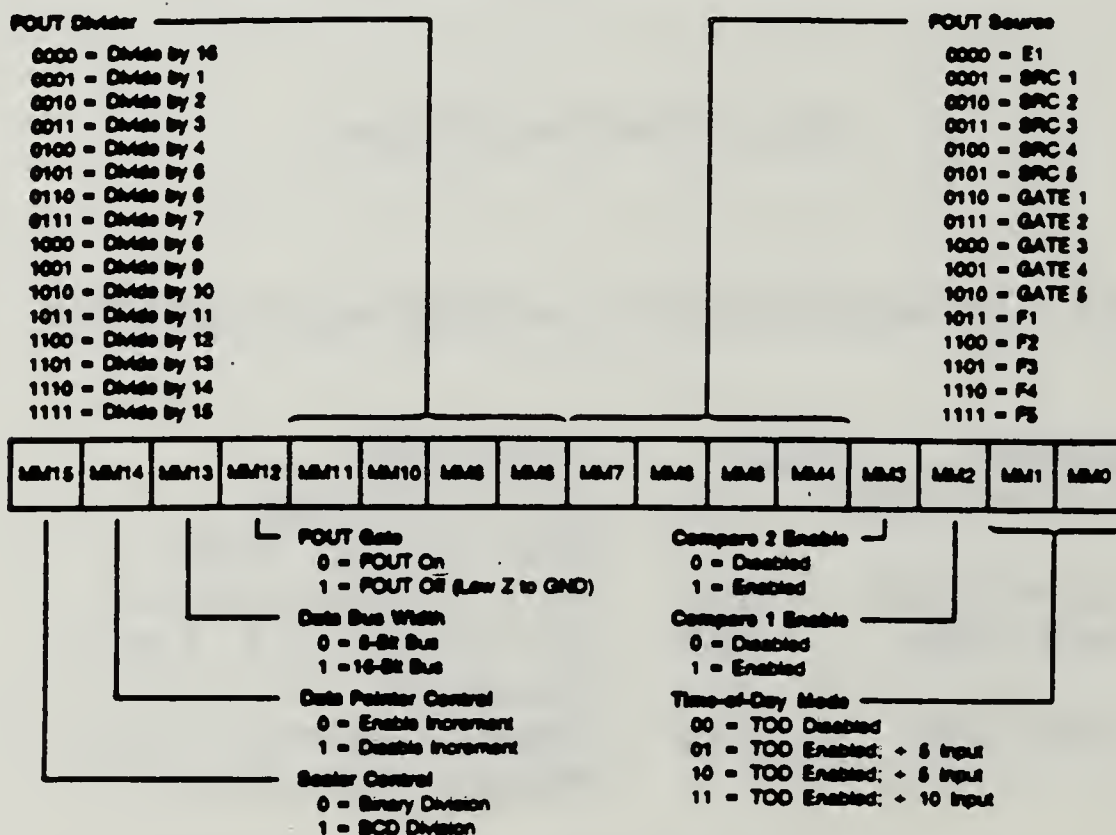 FOUT Divider
0000 = Divide by 16
0001 = Divide by 1
0010 = Divide by 2
0011 = Divide by 3
0100 = Divide by 4
0101 = Divide by 5
0110 = Divide by 6
0111 = Divide by 7
1000 = Divide by 8
1001 = Divide by 9
1010 = Divide by 10
1011 = Divide by 11
1100 = Divide by 12
1101 = Divide by 13
1110 = Divide by 14
1111 = Divide by 15
FOUT Source
0000 = E1
0001 = SRC 1
0010 = SRC 2
0011 = SRC 3
0100 = SRC 4
0101 = SRC 5
0110 = GATE 1
0111 = GATE 2
1000 = GATE 3
1001 = GATE 4
1010 = GATE 5
1011 = F1
1100 = F2
1101 = F3
1110 = F4
1111 = F5
MM15 MM14 MM13 MM12 MM11 MM10 MM9 MM8 MM7 MM6 MM5 MM4 MM3 MM2 MM1 MM0
FOUT Gate
0 = FOUT On
1 = FOUT Off (Low Z to GND)
Data Bus Width
0 = 8-Bit Bus
1 = 16-Bit Bus
Data Pointer Control
0 = Enable Increment
1 = Disable Increment
Scaler Control
0 = Binary Division
1 = BCD Division
Compare 2 Enable
0 = Disabled
1 = Enabled
Compare 1 Enable
0 = Disabled
1 = Enabled
Time-of-Day Mode
00 = TOD Disabled
01 = TOD Enabled; ÷ 5 Input
10 = TOD Enabled; ÷ 6 Input
11 = TOD Enabled; ÷ 10 Input